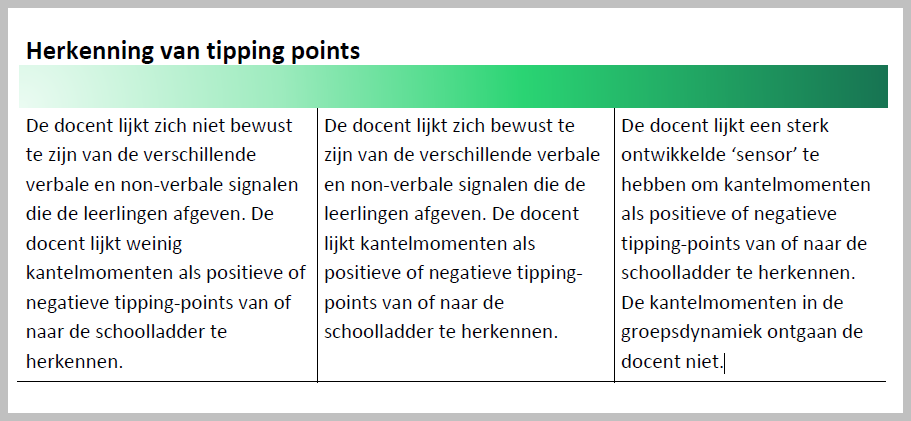 Herkenning van tipping points
De docent lijkt zich niet bewust
te zijn van de verschillende
verbale en non-verbale signalen
die de leerlingen afgeven. De
docent lijkt weinig
kantelmomenten als positieve of
negatieve tipping-points van of
naar de schoolladder te
herkennen.
De docent lijkt zich bewust te
zijn van de verschillende verbale
en non-verbale signalen die de
leerlingen afgeven. De docent
lijkt kantelmomenten als
positieve of negatieve tipping-
points van of naar de
schoolladder te herkennen.
De docent lijkt een sterk
ontwikkelde ‘sensor’ te
hebben om kantelmomenten
als positieve of negatieve
tipping-points van of naar de
schoolladder te herkennen.
De kantelmomenten in de
groepsdynamiek ontgaan de
docent niet.